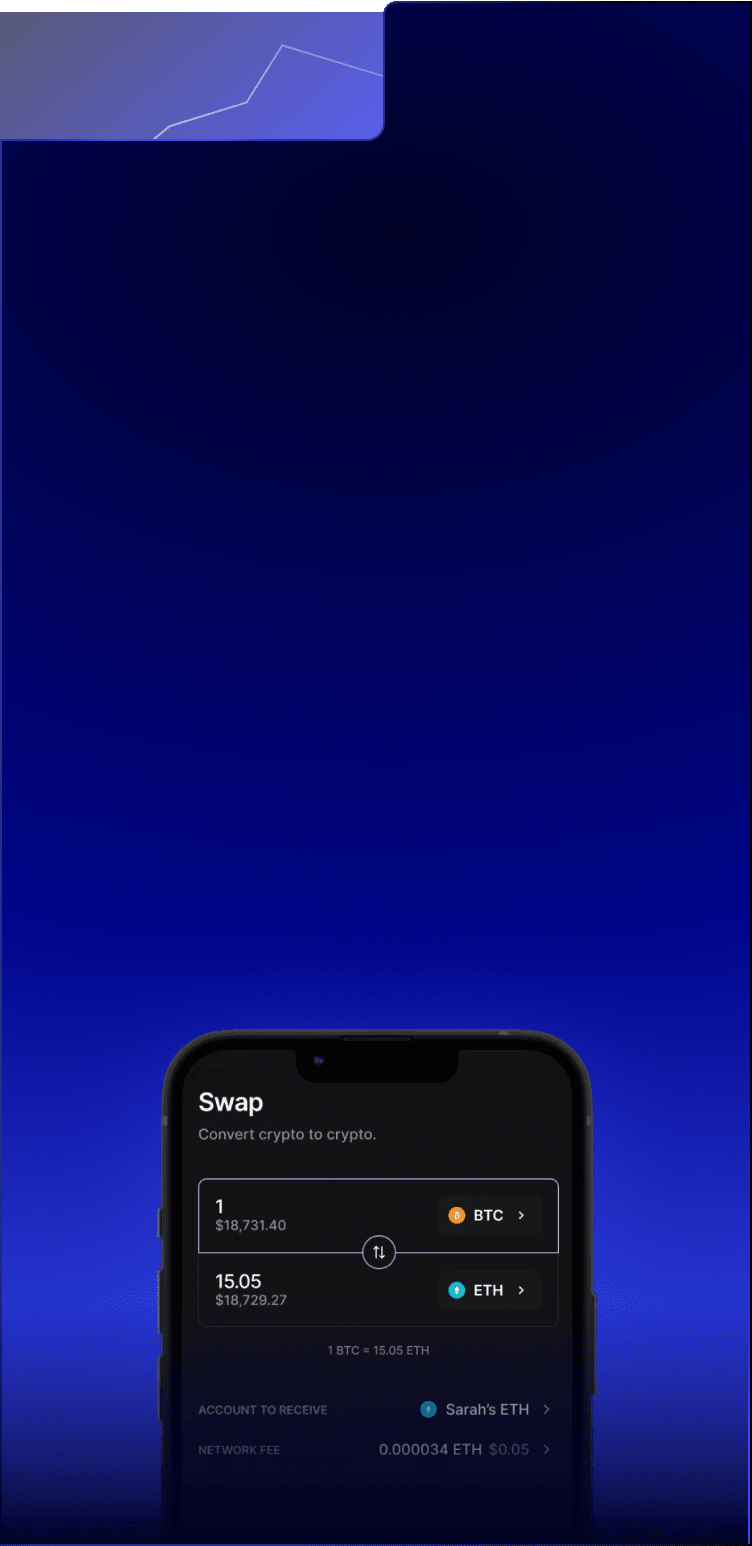 Swap
Convert crypto to crypto.
1
$18,731.40
BTC
15.05
$18,729.27
ETH
1 BTC = 15.05 ETH
ACCOUNT TO RECEIVE Sarah’s ETH
NETWORK FEE 0.000034 ETH $0.05